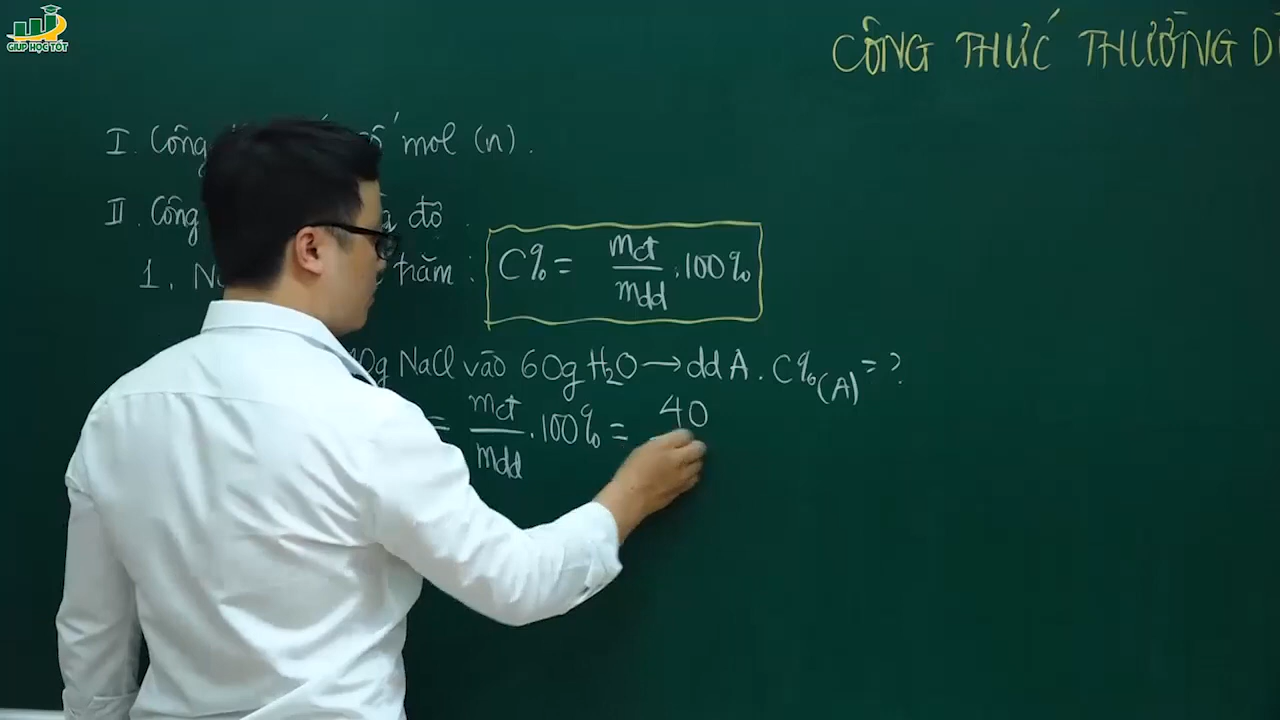 GIÚP HỌC TỐT
CÔNG THỨC THƯỜNG
I. Công mol (n).
II. Công độ
1. trăm : C% = mct / mdd .100%
0g NaCl vào 60g H₂O → dd A. C%(A) = ?
= mct / mdd .100% = 40